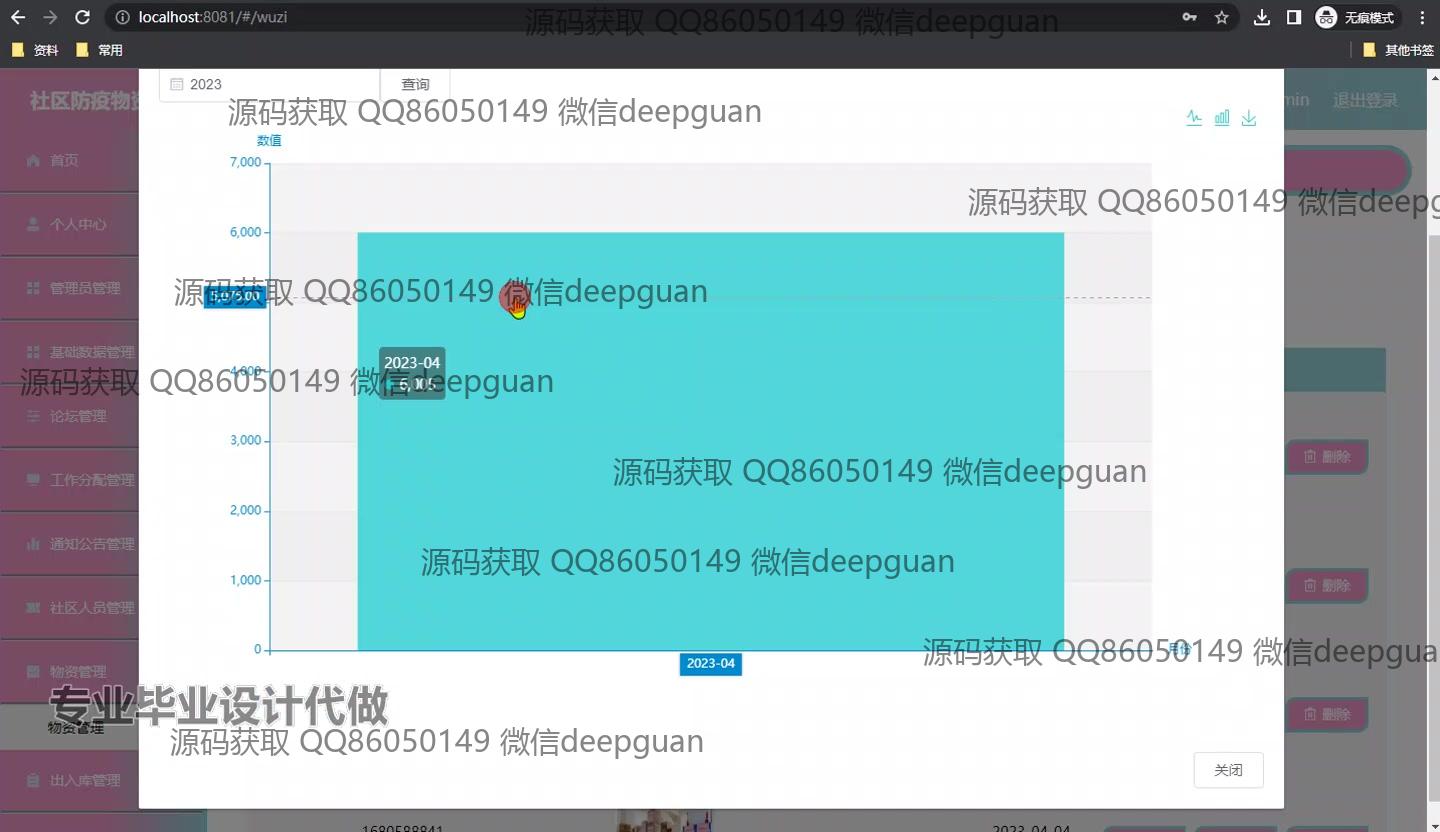 localhost:8081/#/wuzi
无痕模式
资料
常用
其他书签
源码获取 QQ86050149 微信deepguan
社区防疫物资
min
退出登录
2023
查询
源码获取 QQ86050149 微信deepguan
数值
7,000
首页
源码获取 QQ86050149 微信deepg
个人中心
6,000
管理员管理
源码获取 QQ86050149 微信deepguan
5,075.00
基础数据管理
2023-04
6,005
4,000
源码获取 QQ86050149 微信deepguan
论坛管理
3,000
删除
工作分配管理
源码获取 QQ86050149 微信deepguan
2,000
通知公告管理
源码获取 QQ86050149 微信deepguan
1,000
删除
社区人员管理
0
月份
源码获取 QQ86050149 微信deepgua
2023-04
物资管理
专业毕业设计代做
物资管理
删除
源码获取 QQ86050149 微信deepguan
出入库管理
关闭
1680588841
2023-04-04